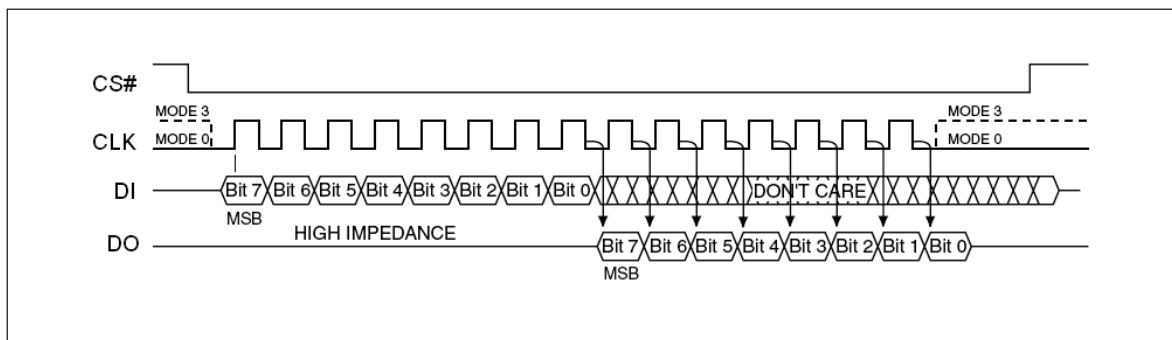 CS#
MODE 3
MODE 3
CLK
MODE 0
MODE 0
DI
Bit 7 Bit 6 Bit 5 Bit 4 Bit 3 Bit 2 Bit 1 Bit 0 DON'T CARE
MSB
HIGH IMPEDANCE
DO
Bit 7 Bit 6 Bit 5 Bit 4 Bit 3 Bit 2 Bit 1 Bit 0
MSB